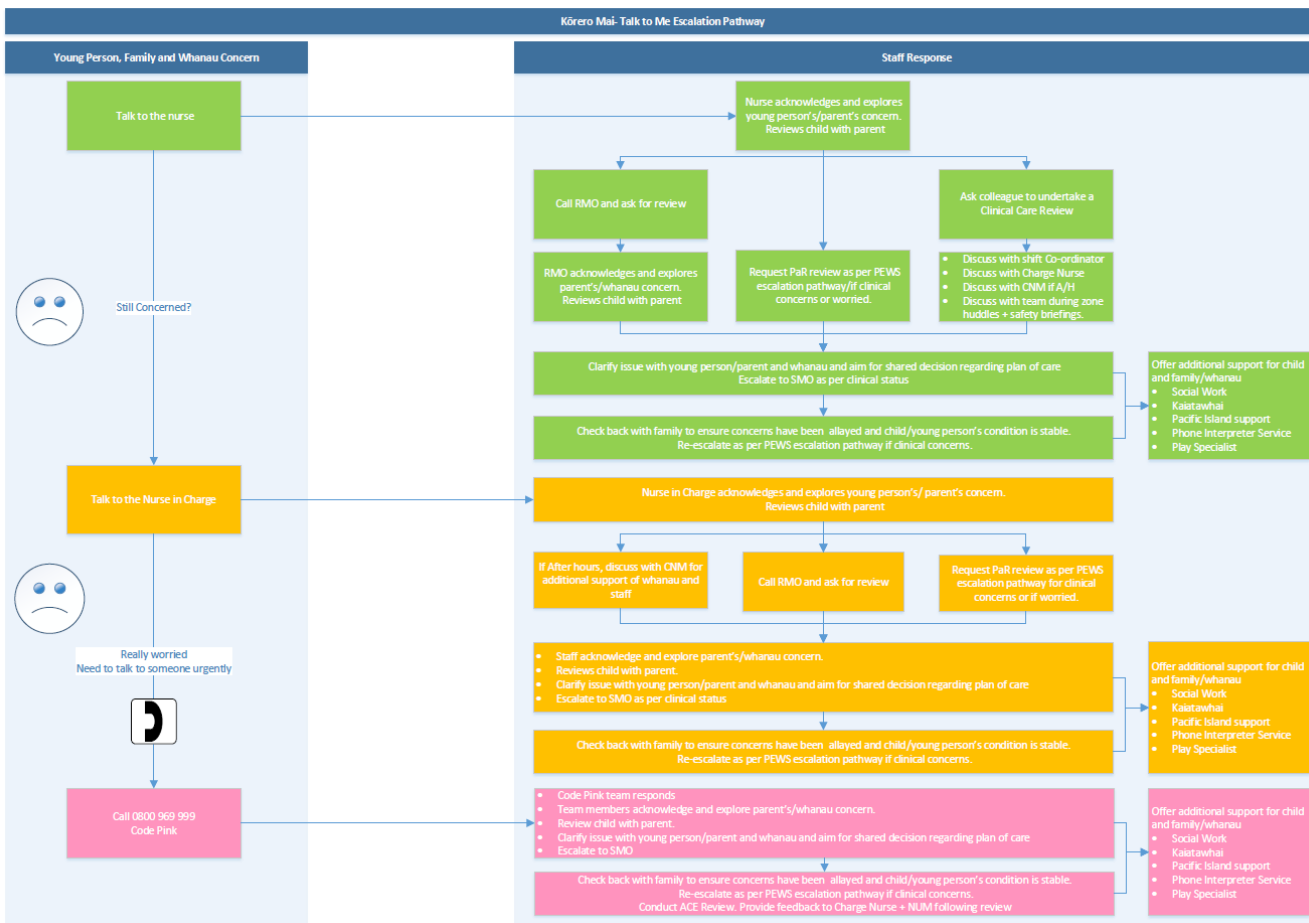 Kōrero Mai- Talk to Me Escalation Pathway
Young Person, Family and Whanau Concern
Staff Response
Talk to the nurse
Nurse acknowledges and explores
young person's/parent's concern.
Reviews child with parent
Call RMO and ask for review
Ask colleague to undertake a
Clinical Care Review
RMO acknowledges and explores
parent's/whanau concern.
Reviews child with parent
Request PaR review as per PEWS
escalation pathway/if clinical
concerns or worried.
• Discuss with shift Co-ordinator
• Discuss with Charge Nurse
• Discuss with CNM if A/H
• Discuss with team during zone
huddles + safety briefings.
Still Concerned?
Clarify issue with young person/parent and whanau and aim for shared decision regarding plan of care
Escalate to SMO as per clinical status
Check back with family to ensure concerns have been allayed and child/young person's condition is stable.
Re-escalate as per PEWS escalation pathway if clinical concerns.
Offer additional support for child
and family/whanau
• Social Work
• Kaiatawhai
• Pacific Island support
• Phone Interpreter Service
• Play Specialist
Talk to the Nurse in Charge
Nurse in Charge acknowledges and explores young person's/ parent's concern.
Reviews child with parent
If After hours, discuss with CNM for
additional support of whanau and
staff
Call RMO and ask for review
Request PaR review as per PEWS
escalation pathway for clinical
concerns or if worried.
Really worried
Need to talk to someone urgently
• Staff acknowledge and explore parent's/whanau concern.
• Reviews child with parent.
• Clarify issue with young person/parent and whanau and aim for shared decision regarding plan of care
• Escalate to SMO as per clinical status
Check back with family to ensure concerns have been allayed and child/young person's condition is stable.
Re-escalate as per PEWS escalation pathway if clinical concerns.
Offer additional support for child
and family/whanau
• Social Work
• Kaiatawhai
• Pacific Island support
• Phone Interpreter Service
• Play Specialist
Call 0800 969 999
Code Pink
• Code Pink team responds
• Team members acknowledge and explore parent's/whanau concern.
• Review child with parent.
• Clarify issue with young person/parent and whanau and aim for shared decision regarding plan of care
• Escalate to SMO
Check back with family to ensure concerns have been allayed and child/young person's condition is stable.
Re-escalate as per PEWS escalation pathway if clinical concerns.
Conduct ACE Review. Provide feedback to Charge Nurse + NUM following review
Offer additional support for child
and family/whanau
• Social Work
• Kaiatawhai
• Pacific Island support
• Phone Interpreter Service
• Play Specialist